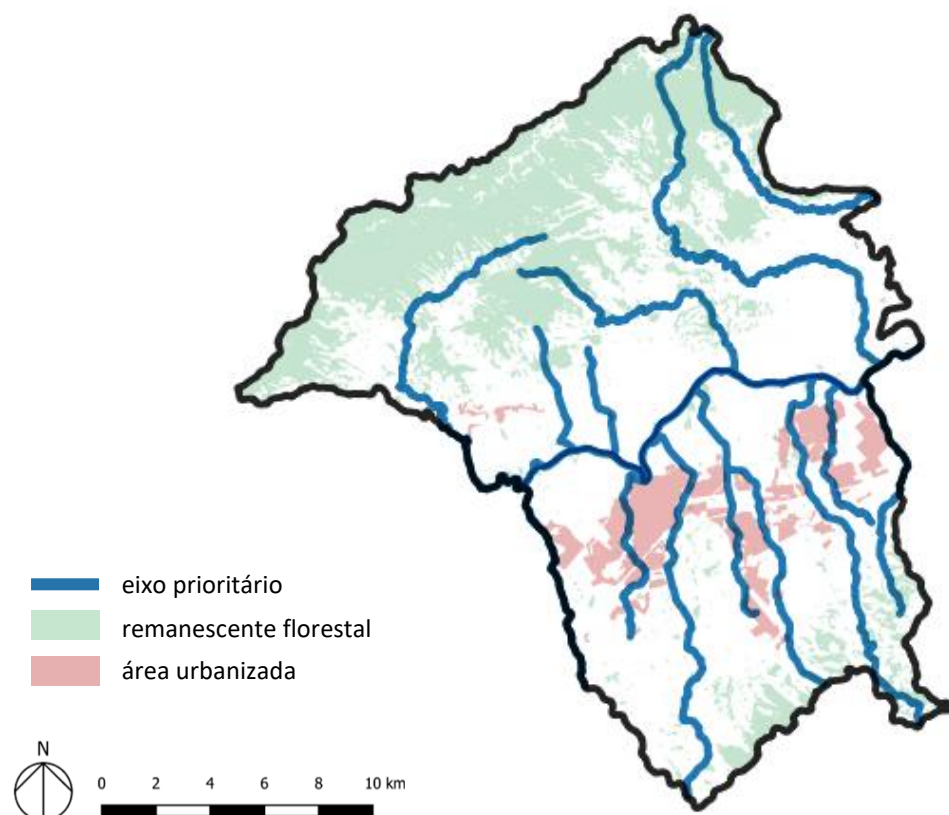 eixo prioritário
remanescente florestal
área urbanizada
N
0 2 4 6 8 10 km